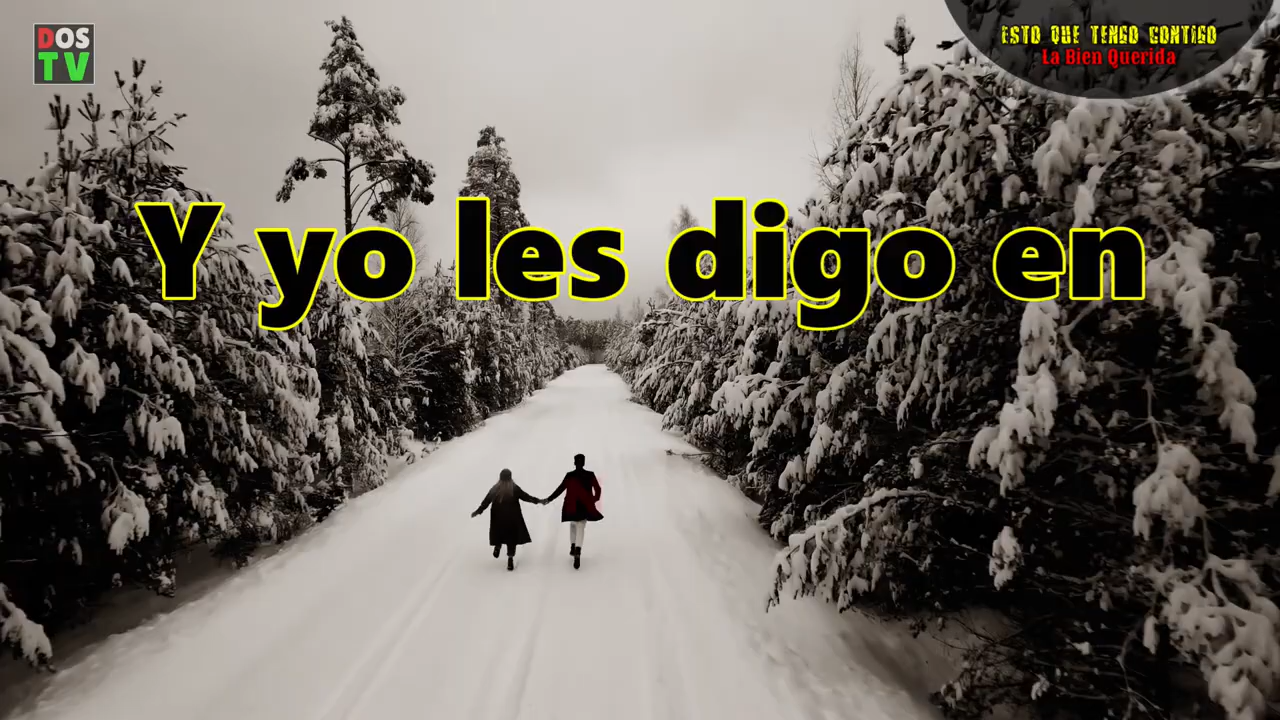 DOS
TV
ESTO QUE TENGO CONTIGO
La Bien Querida
Y yo les digo en